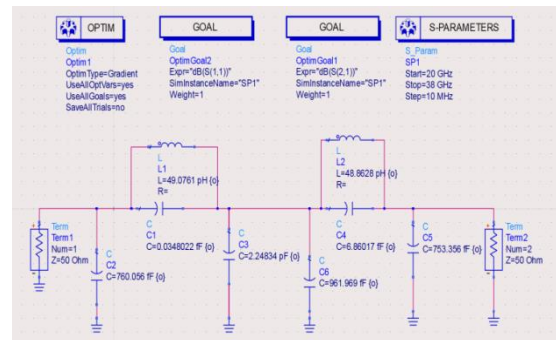 OPTIM
GOAL
GOAL
S-PARAMETERS
Optim
Optim1
OptimType=Gradient
UseAllOptVars=yes
UseAllGoals=yes
SaveAllTrials=no
Goal
OptimGoal2
Expr="dB(S(1,1))"
SimInstanceName="SP1"
Weight=1
Goal
OptimGoal1
Expr="dB(S(2,1))"
SimInstanceName="SP1"
Weight=1
S_Param
SP1
Start=20 GHz
Stop=38 GHz
Step=10 MHz
L
L1
L=49.0761 pH {o}
R=
L
L2
L=48.8628 pH {o}
R=
Term
Term1
Num=1
Z=50 Ohm
C
C2
C=760.056 fF {o}
C
C1
C=0.0348022 fF {o}
C
C3
C=2.24834 pF {o}
C
C4
C=6.86017 fF {o}
C
C6
C=961.969 fF {o}
C
C5
C=753.356 fF {o}
Term
Term2
Num=2
Z=50 Ohm